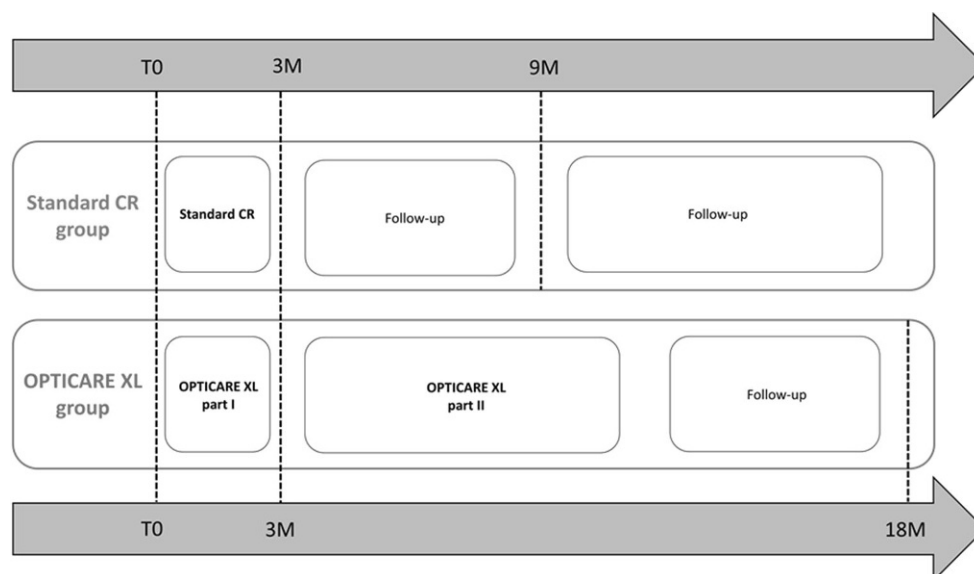 T0 3M 9M
Standard CR
group
Standard CR
Follow-up
Follow-up
OPTICARE XL
group
OPTICARE XL
part I
OPTICARE XL
part II
Follow-up
T0 3M 18M